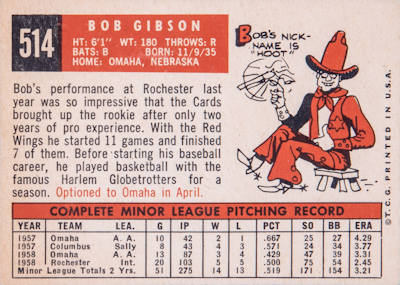 514
BOB GIBSON
HT: 6'1" WT: 180 THROWS: R
BATS: B BORN: 11/9/35
HOME: OMAHA, NEBRASKA
Bob's performance at Rochester last
year was so impressive that the Cards
brought up the rookie after only two
years of pro experience. With the Red
Wings he started 11 games and finished
7 of them. Before starting his baseball
career, he played basketball with the
famous Harlem Globetrotters for a
season. Optioned to Omaha in April.
BOB'S NICK-
NAME IS
"HOOT"
©T.C.G. PRINTED IN U.S.A.
COMPLETE MINOR LEAGUE PITCHING RECORD
YEAR TEAM LEA. G IP W L PCT. SO BB ERA
1957 Omaha A. A. 10 42 2 1 .667 25 27 4.29
1957 Columbus Sally 8 43 4 3 .571 24 34 3.77
1958 Omaha A. A. 13 87 3 4 .429 47 39 3.31
1958 Rochester Int. 20 103 5 5 .500 75 54 2.45
Minor League Totals 2 Yrs. 51 275 14 13 .519 171 154 3.21